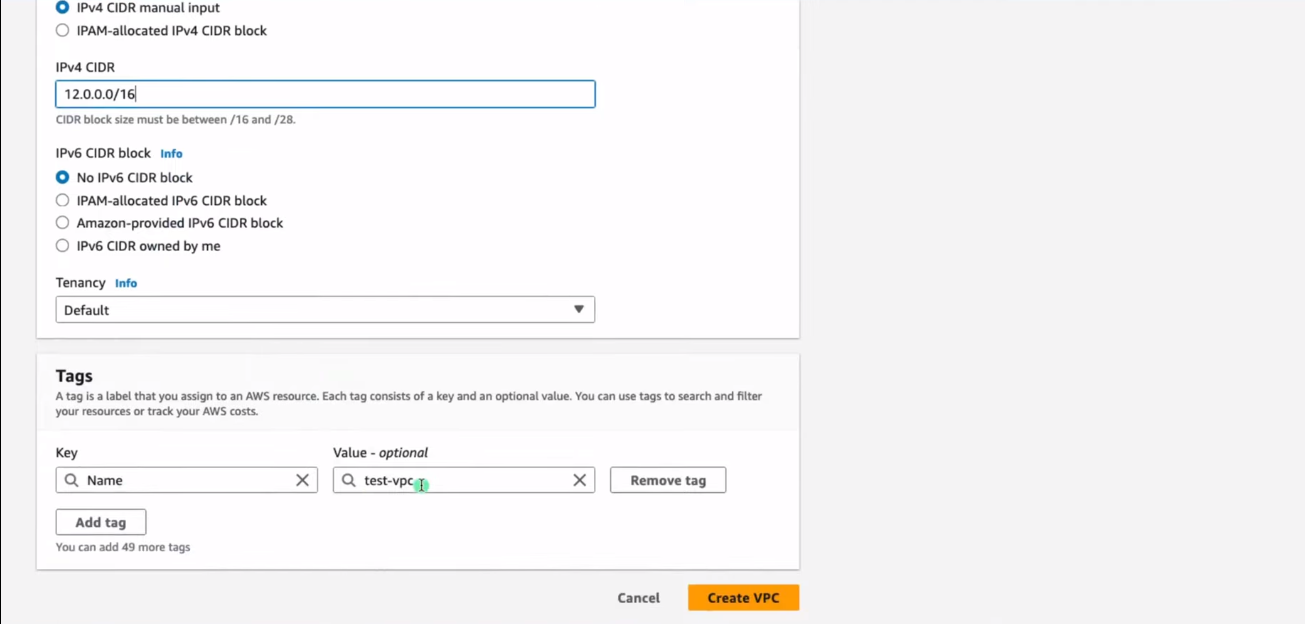 IPv4 CIDR manual input
IPAM-allocated IPv4 CIDR block
IPv4 CIDR
12.0.0.0/16
CIDR block size must be between /16 and /28.
IPv6 CIDR block Info
No IPv6 CIDR block
IPAM-allocated IPv6 CIDR block
Amazon-provided IPv6 CIDR block
IPv6 CIDR owned by me
Tenancy Info
Default
Tags
A tag is a label that you assign to an AWS resource. Each tag consists of a key and an optional value. You can use tags to search and filter
your resources or track your AWS costs.
Key Value - optional
Name test-vpc Remove tag
Add tag
You can add 49 more tags
Cancel Create VPC